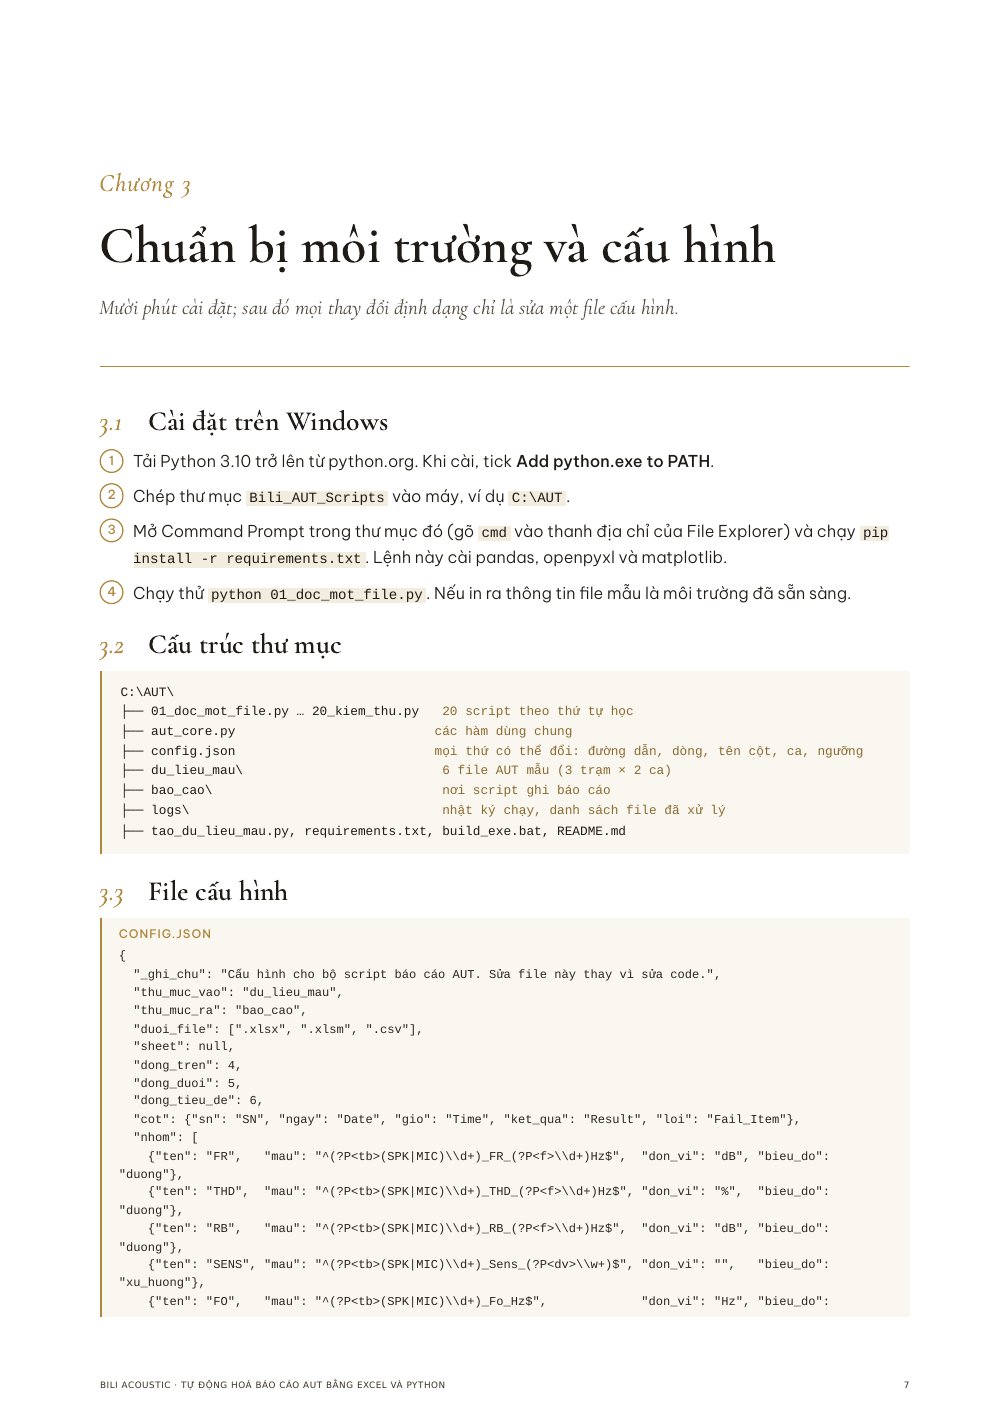 Chương 3
Chuẩn bị môi trường và cấu hình
Mười phút cài đặt; sau đó mọi thay đổi định dạng chỉ là sửa một file cấu hình.
3.1 Cài đặt trên Windows
1 Tải Python 3.10 trở lên từ python.org. Khi cài, tick Add python.exe to PATH.
2 Chép thư mục Bili_AUT_Scripts vào máy, ví dụ C:\AUT.
3 Mở Command Prompt trong thư mục đó (gõ cmd vào thanh địa chỉ của File Explorer) và chạy pip
install -r requirements.txt. Lệnh này cài pandas, openpyxl và matplotlib.
4 Chạy thử python 01_doc_mot_file.py. Nếu in ra thông tin file mẫu là môi trường đã sẵn sàng.
3.2 Cấu trúc thư mục
C:\AUT\
├── 01_doc_mot_file.py … 20_kiem_thu.py   20 script theo thứ tự học
├── aut_core.py                          các hàm dùng chung
├── config.json                          mọi thứ có thể đổi: đường dẫn, dòng, tên cột, ca, ngưỡng
├── du_lieu_mau\                          6 file AUT mẫu (3 trạm × 2 ca)
├── bao_cao\                              nơi script ghi báo cáo
├── logs\                                 nhật ký chạy, danh sách file đã xử lý
├── tao_du_lieu_mau.py, requirements.txt, build_exe.bat, README.md
3.3 File cấu hình
CONFIG.JSON
{
  "_ghi_chu": "Cấu hình cho bộ script báo cáo AUT. Sửa file này thay vì sửa code.",
  "thu_muc_vao": "du_lieu_mau",
  "thu_muc_ra": "bao_cao",
  "duoi_file": [".xlsx", ".xlsm", ".csv"],
  "sheet": null,
  "dong_tren": 4,
  "dong_duoi": 5,
  "dong_tieu_de": 6,
  "cot": {"sn": "SN", "ngay": "Date", "gio": "Time", "ket_qua": "Result", "loi": "Fail_Item"},
  "nhom": [
    {"ten": "FR",   "mau": "^(?P<tb>(SPK|MIC)\\d+)_FR_(?P<f>\\d+)Hz$",  "don_vi": "dB", "bieu_do":
"duong"},
    {"ten": "THD",  "mau": "^(?P<tb>(SPK|MIC)\\d+)_THD_(?P<f>\\d+)Hz$", "don_vi": "%",  "bieu_do":
"duong"},
    {"ten": "RB",   "mau": "^(?P<tb>(SPK|MIC)\\d+)_RB_(?P<f>\\d+)Hz$",  "don_vi": "dB", "bieu_do":
"duong"},
    {"ten": "SENS", "mau": "^(?P<tb>(SPK|MIC)\\d+)_Sens_(?P<dv>\\w+)$", "don_vi": "",   "bieu_do":
"xu_huong"},
    {"ten": "FO",   "mau": "^(?P<tb>(SPK|MIC)\\d+)_Fo_Hz$",             "don_vi": "Hz", "bieu_do":
BILI ACOUSTIC · TỰ ĐỘNG HOÁ BÁO CÁO AUT BẰNG EXCEL VÀ PYTHON 7